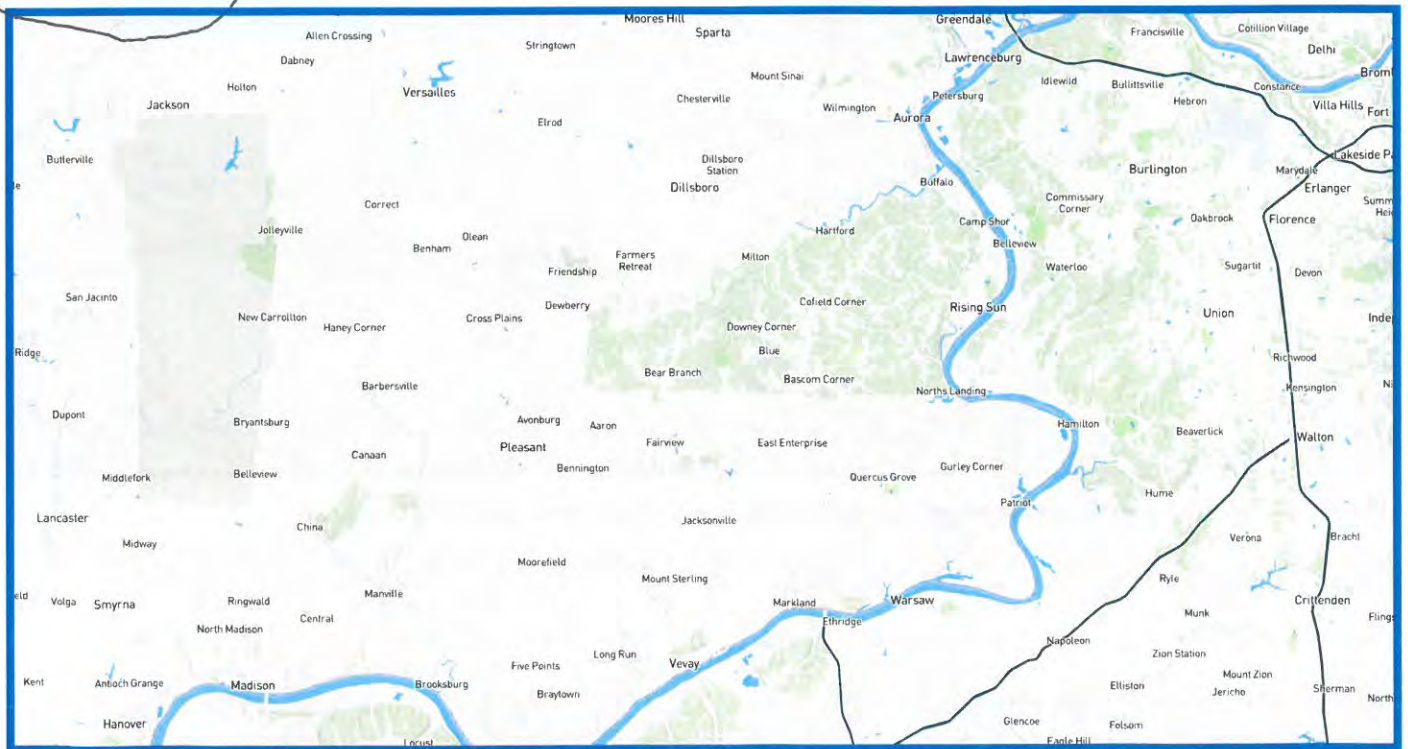 Moores Hill
Greendale
Allen Crossing
Sparta
Francisville
Cotillion Village
Stringtown
Delhi
Dabney
Lawrenceburg
Mount Sinai
Idlewild
Bullittsville
Constance
Holton
Versailles
Jackson
Chesterville
Wilmington
Petersburg
Hebron
Villa Hills
Fort
Elrod
Aurora
Butlerville
Dillsboro
Station
Lakeside
Burlington
Marydale
Dillsboro
Buffalo
Erlanger
Correct
Commissary
Corner
Oakbrook
Florence
Jolleyville
Camp Shor
Hartford
Olean
Benham
Belleview
Farmers
Retreat
Milton
Friendship
Waterloo
Sugartit
Devon
San Jacinto
Dewberry
Cofield Corner
Rising Sun
Union
New Carrollton
Cross Plains
Haney Corner
Downey Corner
Ridge
Blue
Richwood
Bear Branch
Bascom Corner
Barbersville
Norths Landing
Kensington
Dupont
Bryantsburg
Avonburg
Aaron
Hamilton
Beaverlick
Walton
Pleasant
Fairview
East Enterprise
Canaan
Bennington
Gurley Corner
Middlefork
Belleview
Quercus Grove
Hume
Patriot
Lancaster
China
Jacksonville
Midway
Verona
Bracht
Moorefield
Mount Sterling
Ryle
Manville
Volga
Smyrna
Ringwald
Markland
Warsaw
Crittenden
Central
Munk
North Madison
Ethridge
Napoleon
Zion Station
Long Run
Five Points
Vevay
Mount Zion
Kent
Antioch Grange
Madison
Brooksburg
Braytown
Elliston
Jericho
Sherman
North
Hanover
Glencoe
Folsom
Locust
Eagle Hill